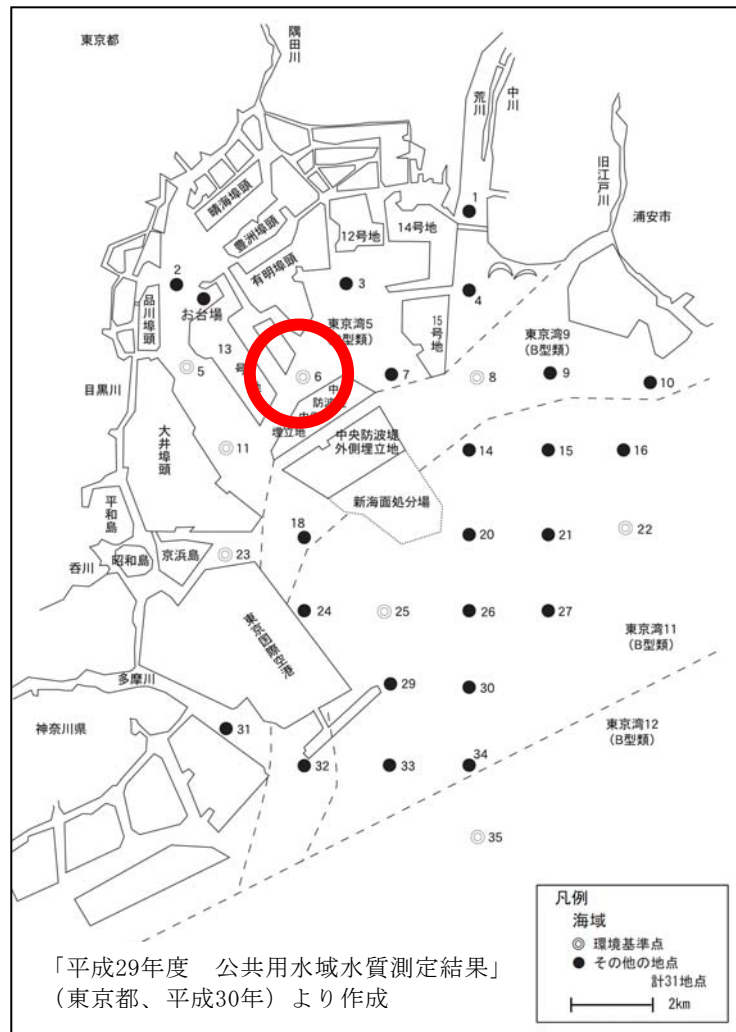 東京都
隅田川
荒川
中川
旧江戸川
浦安市
1
晴海埠頭
豊洲埠頭
12号地
14号地
有明埠頭
2
3
4
お台場
品川埠頭
東京湾5
型類）
15号地
東京湾9
（B型類）
13
号
地
5
6
7
8
9
10
目黒川
中
防波
埋立地
大井埠頭
11
中央防波堤
外側埋立地
14
15
16
新海面処分場
平和島
18
20
21
22
呑川
昭和島
京浜島
23
24
25
26
27
東京国際空港
東京湾11
（B型類）
多摩川
29
30
神奈川県
31
東京湾12
（B型類）
32
33
34
35
凡例
海域
◎ 環境基準点
● その他の地点
計31地点
2km
「平成29年度　公共用水域水質測定結果」
（東京都、平成30年）より作成